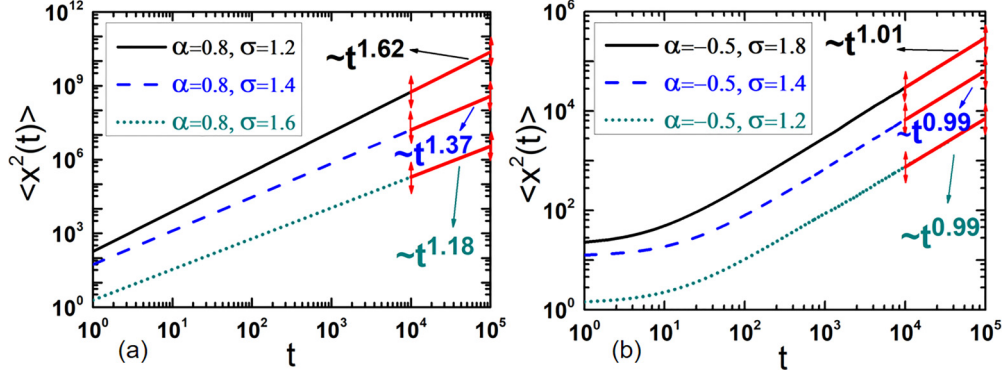 10^12
10^9
10^6
10^3
10^0
<x^2(t)>
α=0.8, σ=1.2
α=0.8, σ=1.4
α=0.8, σ=1.6
~t^1.62
~t^1.37
~t^1.18
10^0 10^1 10^2 10^3 10^4 10^5
(a) t
10^6
10^4
10^2
10^0
<x^2(t)>
α=−0.5, σ=1.8
α=−0.5, σ=1.4
α=−0.5, σ=1.2
~t^1.01
~t^0.99
~t^0.99
10^0 10^1 10^2 10^3 10^4 10^5
(b) t